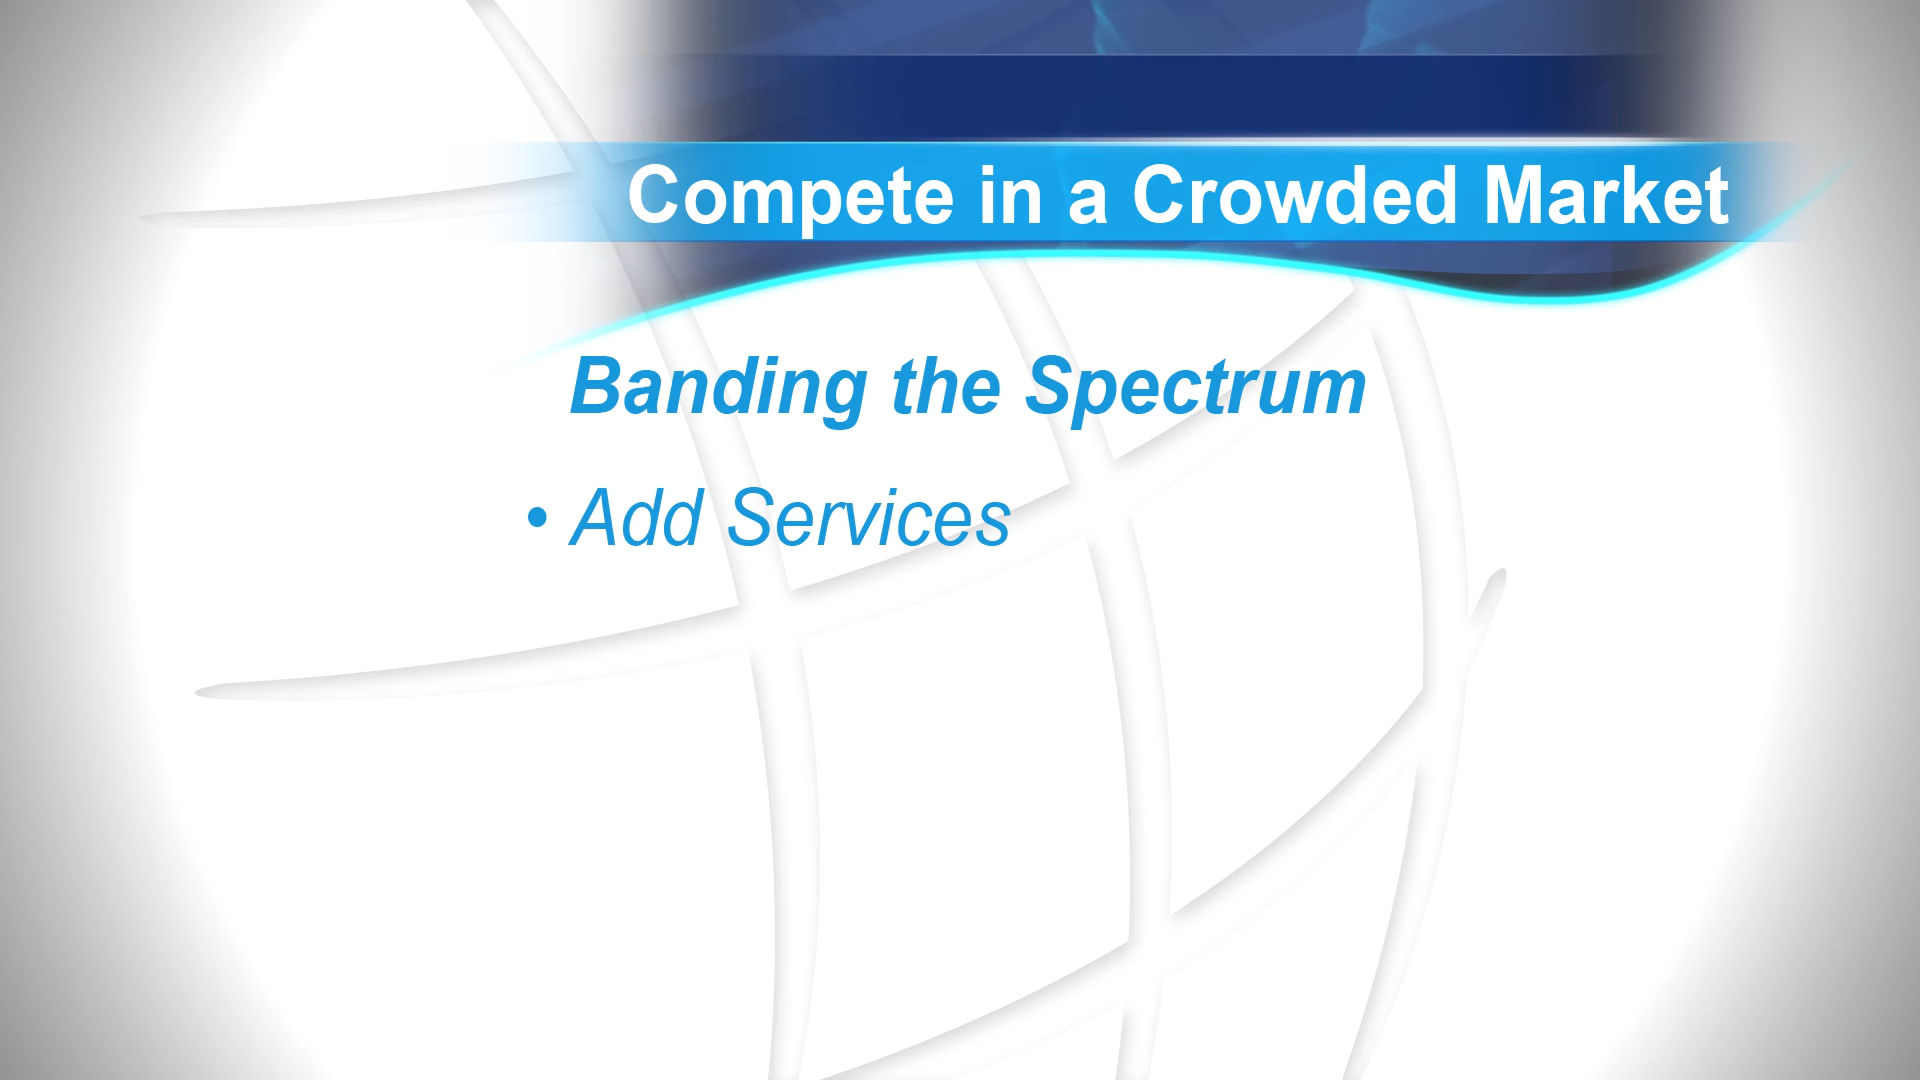 Compete in a Crowded Market
Banding the Spectrum
• Add Services